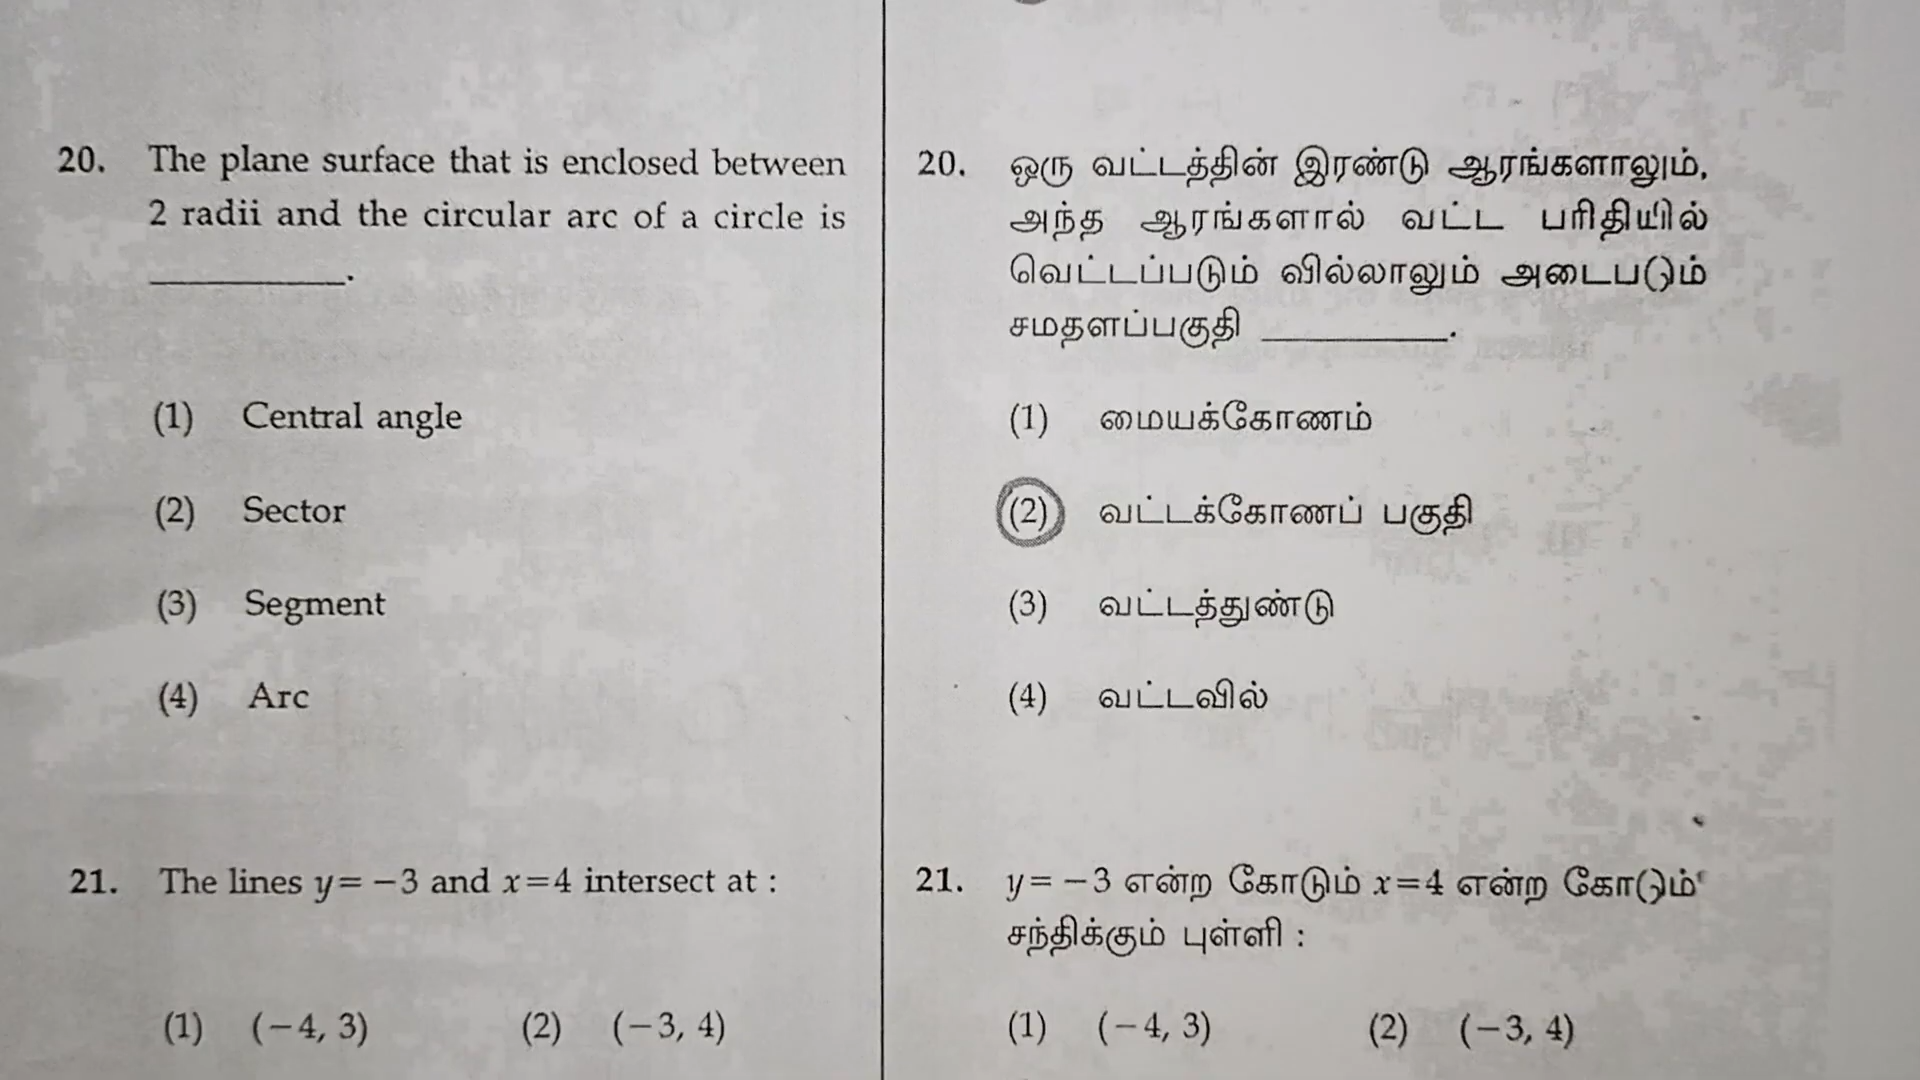 20. The plane surface that is enclosed between
2 radii and the circular arc of a circle is
____________.
(1) Central angle
(2) Sector
(3) Segment
(4) Arc
21. The lines y= −3 and x=4 intersect at :
(1) (−4, 3) (2) (−3, 4)
20. ஒரு வட்டத்தின் இரண்டு ஆரங்களாலும்,
அந்த ஆரங்களால் வட்ட பரிதியில்
வெட்டப்படும் வில்லாலும் அடைபடும்
சமதளப்பகுதி ____________.
(1) மையக்கோணம்
(2) வட்டக்கோணப் பகுதி
(3) வட்டத்துண்டு
(4) வட்டவில்
21. y= −3 என்ற கோடும் x=4 என்ற கோடும்
சந்திக்கும் புள்ளி :
(1) (−4, 3) (2) (−3, 4)